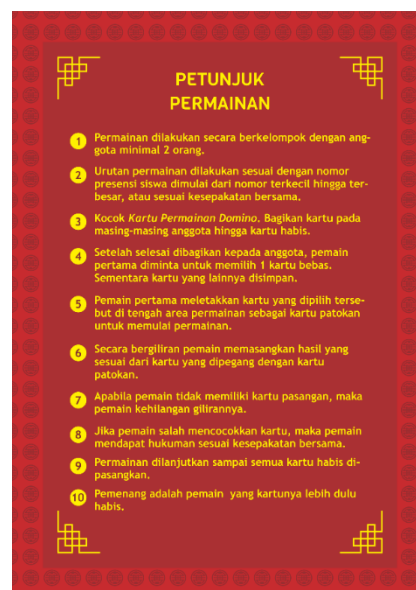 PETUNJUK
PERMAINAN
1 Permainan dilakukan secara berkelompok dengan ang-
gota minimal 2 orang.
2 Urutan permainan dilakukan sesuai dengan nomor
presensi siswa dimulai dari nomor terkecil hingga ter-
besar, atau sesuai kesepakatan bersama.
3 Kocok Kartu Permainan Domino. Bagikan kartu pada
masing-masing anggota hingga kartu habis.
4 Setelah selesai dibagikan kepada anggota, pemain
pertama diminta untuk memilih 1 kartu bebas.
Sementara kartu yang lainnya disimpan.
5 Pemain pertama meletakkan kartu yang dipilih terse-
but di tengah area permainan sebagai kartu patokan
untuk memulai permainan.
6 Secara bergiliran pemain memasangkan hasil yang
sesuai dari kartu yang dipegang dengan kartu
patokan.
7 Apabila pemain tidak memiliki kartu pasangan, maka
pemain kehilangan gilirannya.
8 Jika pemain salah mencocokkan kartu, maka pemain
mendapat hukuman sesuai kesepakatan bersama.
9 Permainan dilanjutkan sampai semua kartu habis di-
pasangkan.
10 Pemenang adalah pemain yang kartunya lebih dulu
habis.